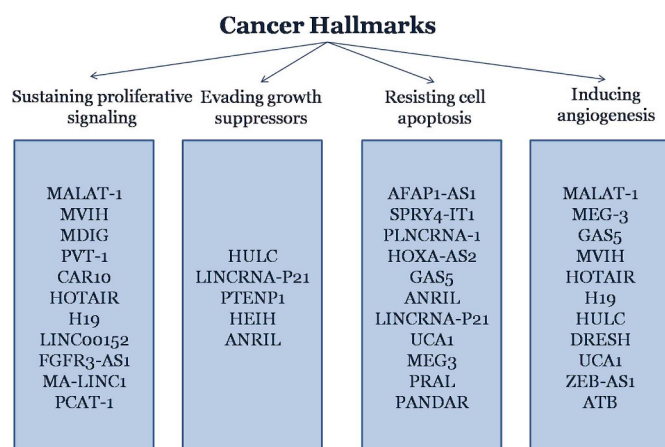 Cancer Hallmarks
Sustaining proliferative
signaling
MALAT-1
MVIH
MDIG
PVT-1
CAR10
HOTAIR
H19
LINC00152
FGFR3-AS1
MA-LINC1
PCAT-1
Evading growth
suppressors
HULC
LINCRNA-P21
PTENP1
HEIH
ANRIL
Resisting cell
apoptosis
AFAP1-AS1
SPRY4-IT1
PLNCRNA-1
HOXA-AS2
GAS5
ANRIL
LINCRNA-P21
UCA1
MEG3
PRAL
PANDAR
Inducing
angiogenesis
MALAT-1
MEG-3
GAS5
MVIH
HOTAIR
H19
HULC
DRESH
UCA1
ZEB-AS1
ATB